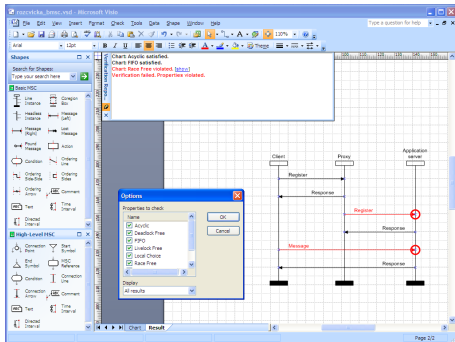 rozcvicka_3msc.vsd - Microsoft Visio
File Edit View Insert Format Check Tools Data Shape Window Help
Type a question for help
110%
Arial 12pt
Theme
Shapes
Search for Shapes:
Type your search here
Basic MSC
Line Instance
Coregion Box
Headless Instance
Message (Left)
Message (Right)
Lost Message
Found Message
Action
Condition
Ordering Line
Ordering Side-Side
Ordering Sides
Ordering Arrow
Comment
Text
Time Interval
Directed Interval
High-Level MSC
Connection Point
Start Symbol
End Symbol
MSC Reference
Condition
Connection Line
Connection Arrow
Comment
Text
Time Interval
Directed Interval
Verification Repo...
Chart: Acyclic satisfied.
Chart: FIFO satisfied.
Chart: Race Free violated. [show]
Verification failed. Properties violated.
Client
Proxy
Application server
Register
Response
Register
Response
Message
Response
Options
Properties to check
Name
Acyclic
Deadlock Free
FIFO
Livelock Free
Local Choice
Race Free
OK
Cancel
Display
All results
Chart Result
Page 2/2